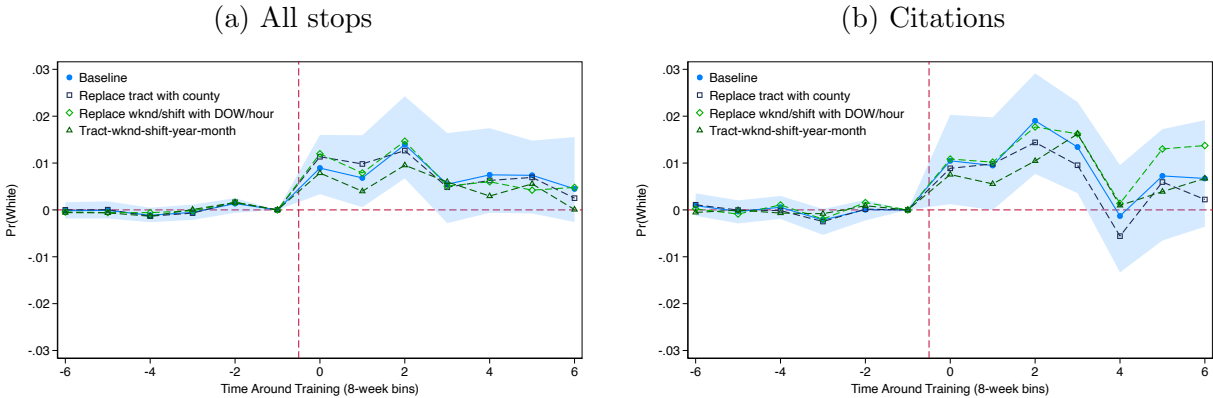 (a) All stops
.03
.02
.01
0
-.01
-.02
-.03
Pr(White)
Baseline
Replace tract with county
Replace wknd/shift with DOW/hour
Tract-wknd-shift-year-month
-6
-4
-2
0
2
4
6
Time Around Training (8-week bins)
(b) Citations
.03
.02
.01
0
-.01
-.02
-.03
Pr(White)
Baseline
Replace tract with county
Replace wknd/shift with DOW/hour
Tract-wknd-shift-year-month
-6
-4
-2
0
2
4
6
Time Around Training (8-week bins)